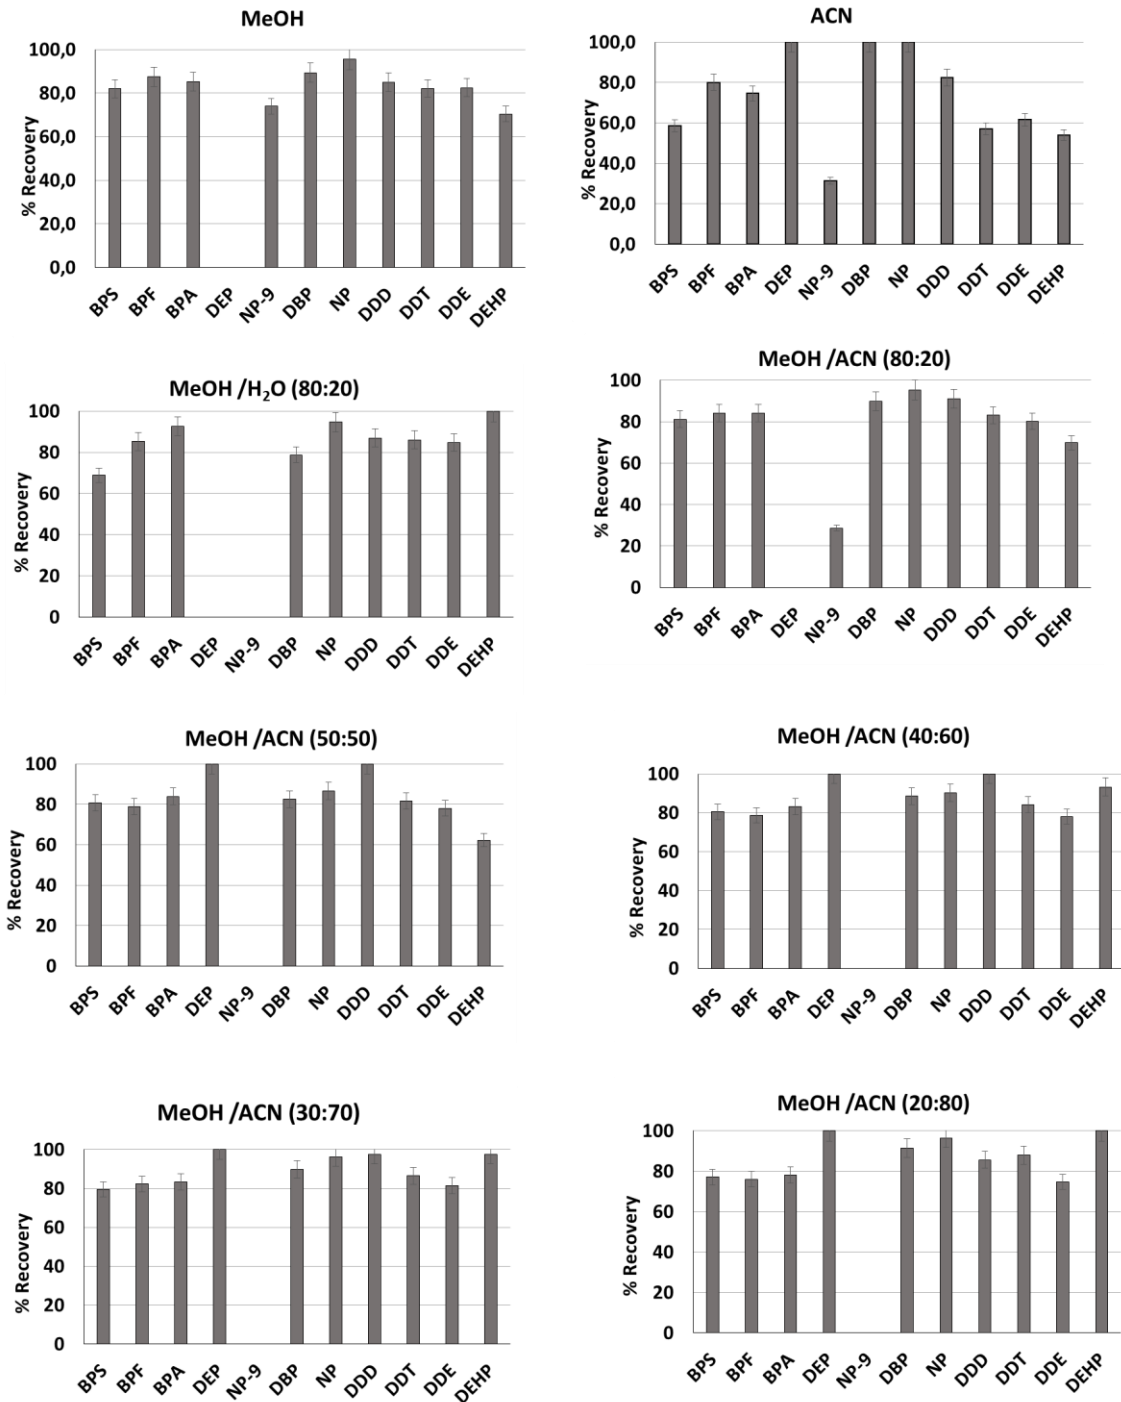 MeOH
% Recovery
100,0
80,0
60,0
40,0
20,0
0,0
BPS BPF BPA DEP NP-9 DBP NP DDD DDT DDE DEHP
ACN
% Recovery
100,0
80,0
60,0
40,0
20,0
0,0
BPS BPF BPA DEP NP-9 DBP NP DDD DDT DDE DEHP
MeOH /H₂O (80:20)
% Recovery
100
80
60
40
20
0
BPS BPF BPA DEP NP-9 DBP NP DDD DDT DDE DEHP
MeOH /ACN (80:20)
% Recovery
100
80
60
40
20
0
BPS BPF BPA DEP NP-9 DBP NP DDD DDT DDE DEHP
MeOH /ACN (50:50)
% Recovery
100
80
60
40
20
0
BPS BPF BPA DEP NP-9 DBP NP DDD DDT DDE DEHP
MeOH /ACN (40:60)
% Recovery
100
80
60
40
20
0
BPS BPF BPA DEP NP-9 DBP NP DDD DDT DDE DEHP
MeOH /ACN (30:70)
% Recovery
100
80
60
40
20
0
BPS BPF BPA DEP NP-9 DBP NP DDD DDT DDE DEHP
MeOH /ACN (20:80)
% Recovery
100
80
60
40
20
0
BPS BPF BPA DEP NP-9 DBP NP DDD DDT DDE DEHP